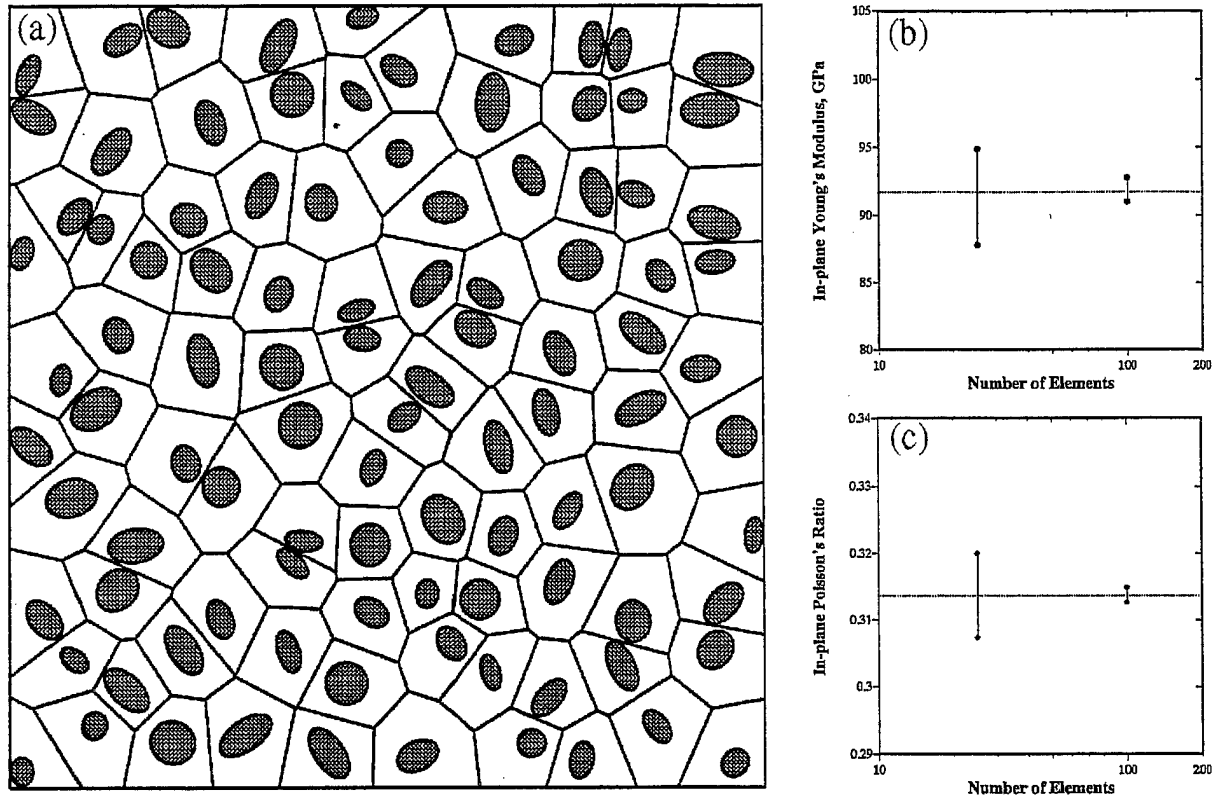 (a)
(b)
In-plane Young's Modulus, GPa
105
100
95
90
85
80
10
100
200
Number of Elements
(c)
In-plane Poisson's Ratio
0.34
0.33
0.32
0.31
0.3
0.29
10
100
200
Number of Elements